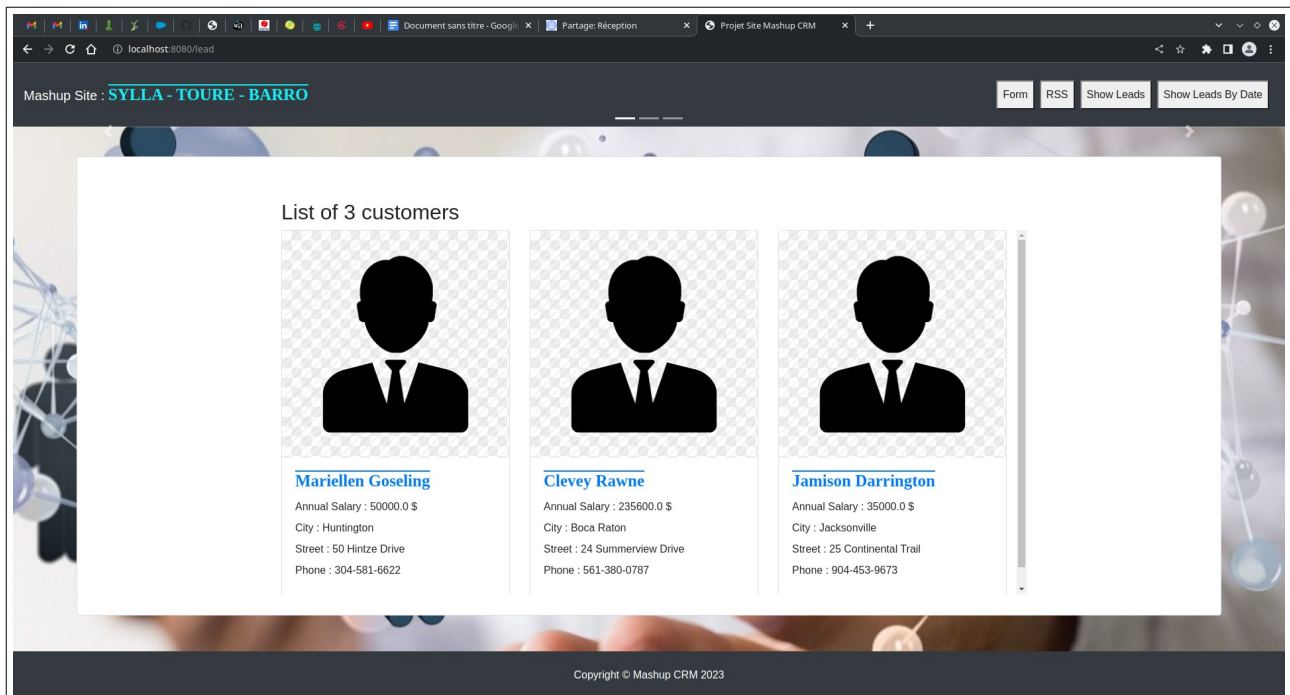 Document sans titre - Google
Partage: Réception
Projet Site Mashup CRM
localhost:8080/lead
Mashup Site : SYLLA - TOURE - BARRO
Form
RSS
Show Leads
Show Leads By Date
List of 3 customers
Mariellen Goseling
Annual Salary : 50000.0 $
City : Huntington
Street : 50 Hintze Drive
Phone : 304-581-6622
Clevey Rawne
Annual Salary : 235600.0 $
City : Boca Raton
Street : 24 Summerview Drive
Phone : 561-380-0787
Jamison Darrington
Annual Salary : 35000.0 $
City : Jacksonville
Street : 25 Continental Trail
Phone : 904-453-9673
Copyright © Mashup CRM 2023